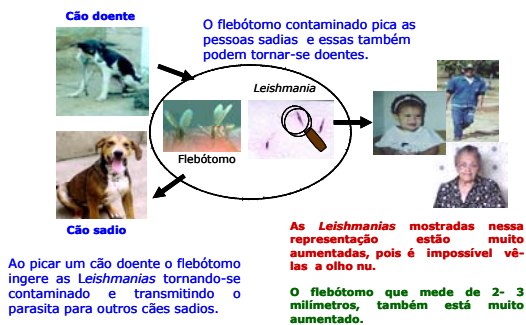 Cão doente
O flebótomo contaminado pica as
pessoas sadias e essas também
podem tornar-se doentes.
Leishmania
Flebótomo
Cão sadio
Ao picar um cão doente o flebótomo
ingere as Leishmanias tornando-se
contaminado e transmitindo o
parasita para outros cães sadios.
As Leishmanias mostradas nessa
representação estão muito
aumentadas, pois é impossível vê-
las a olho nu.
O flebótomo que mede de 2- 3
milímetros, também está muito
aumentado.